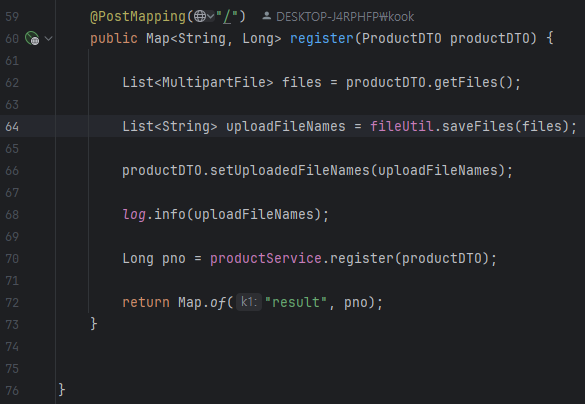 59 @PostMapping("/") DESKTOP-J4RPHFP₩kook
60 public Map<String, Long> register(ProductDTO productDTO) {
61
62 List<MultipartFile> files = productDTO.getFiles();
63
64 List<String> uploadFileNames = fileUtil.saveFiles(files);
65
66 productDTO.setUploadedFileNames(uploadFileNames);
67
68 log.info(uploadFileNames);
69
70 Long pno = productService.register(productDTO);
71
72 return Map.of( k1: "result", pno);
73 }
74
75
76 }